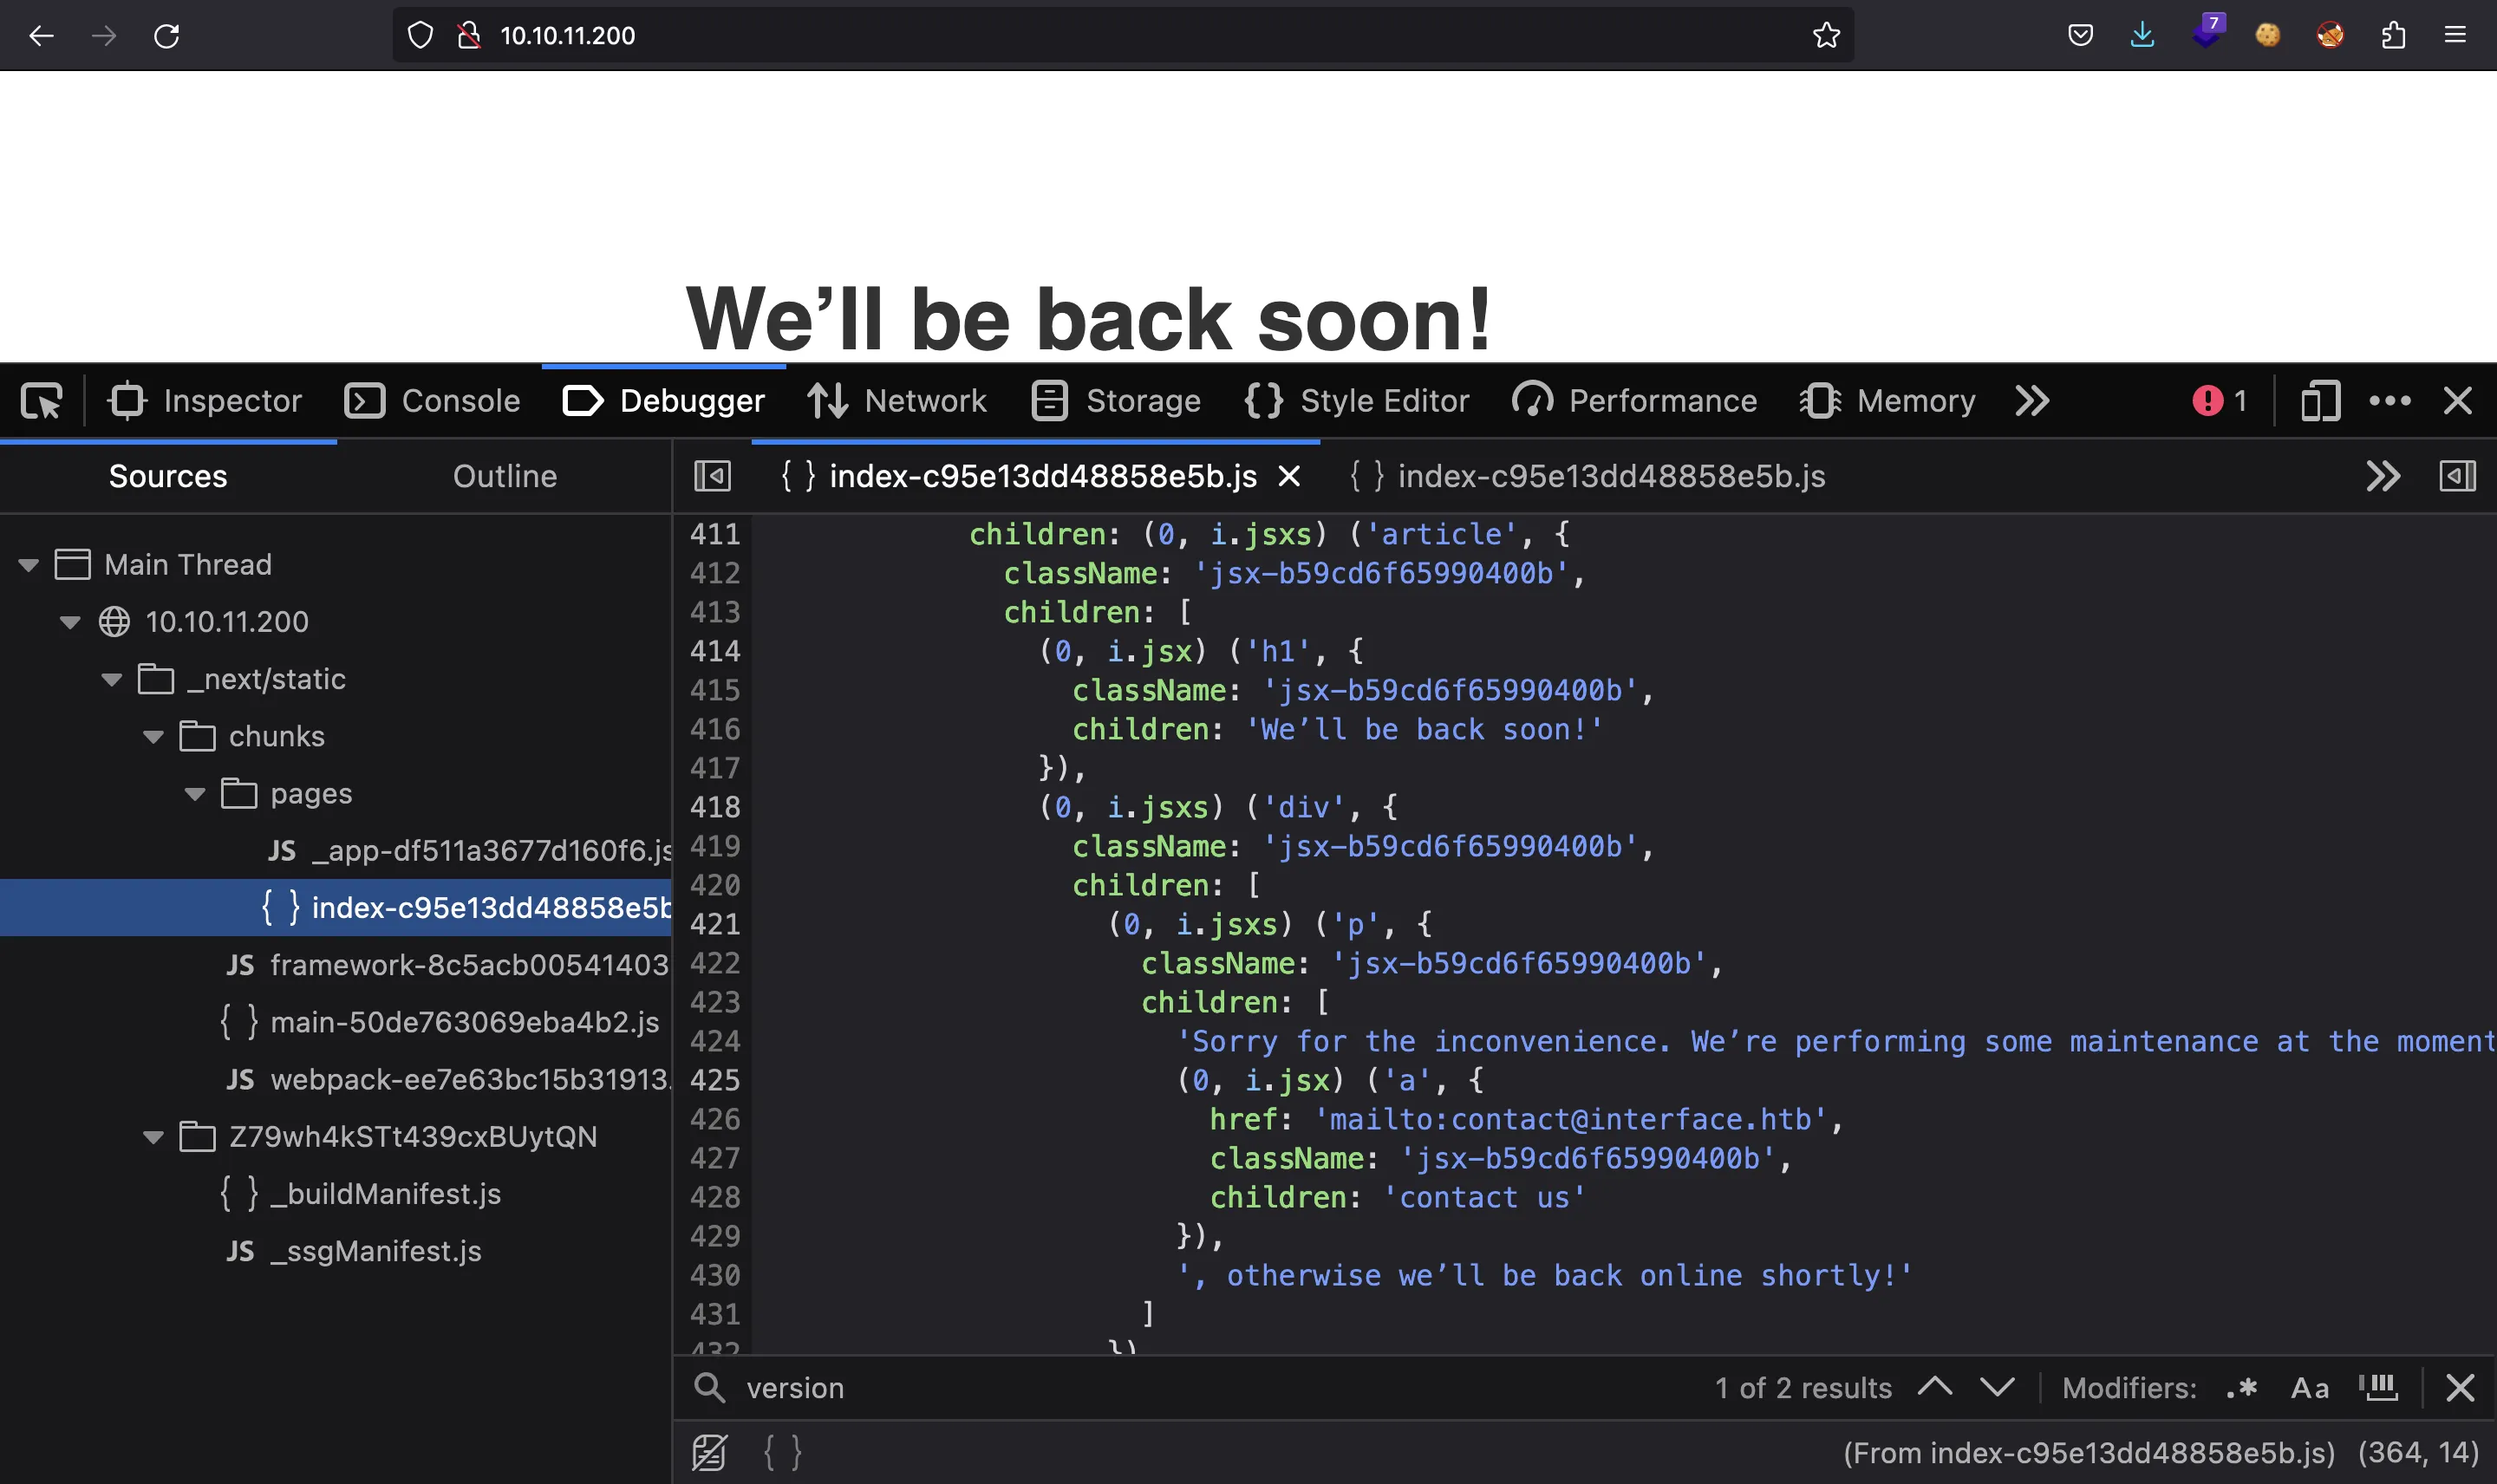 10.10.11.200
7
We’ll be back soon!
Inspector Console Debugger Network Storage Style Editor Performance Memory 1
Sources Outline
{ } index-c95e13dd48858e5b.js { } index-c95e13dd48858e5b.js
Main Thread
10.10.11.200
_next/static
chunks
pages
JS _app-df511a3677d160f6.js
{ } index-c95e13dd48858e5b
JS framework-8c5acb00541403
{ } main-50de763069eba4b2.js
JS webpack-ee7e63bc15b31913.
Z79wh4kSTt439cxBUytQN
{ } _buildManifest.js
JS _ssgManifest.js
411 children: (0, i.jsxs) ('article', {
412 className: 'jsx-b59cd6f65990400b',
413 children: [
414 (0, i.jsx) ('h1', {
415 className: 'jsx-b59cd6f65990400b',
416 children: 'We’ll be back soon!'
417 }),
418 (0, i.jsxs) ('div', {
419 className: 'jsx-b59cd6f65990400b',
420 children: [
421 (0, i.jsxs) ('p', {
422 className: 'jsx-b59cd6f65990400b',
423 children: [
424 'Sorry for the inconvenience. We’re performing some maintenance at the moment
425 (0, i.jsx) ('a', {
426 href: 'mailto:contact@interface.htb',
427 className: 'jsx-b59cd6f65990400b',
428 children: 'contact us'
429 }),
430 ', otherwise we’ll be back online shortly!'
431 ]
432 })
version 1 of 2 results Modifiers: .* Aa
{ } (From index-c95e13dd48858e5b.js) (364, 14)